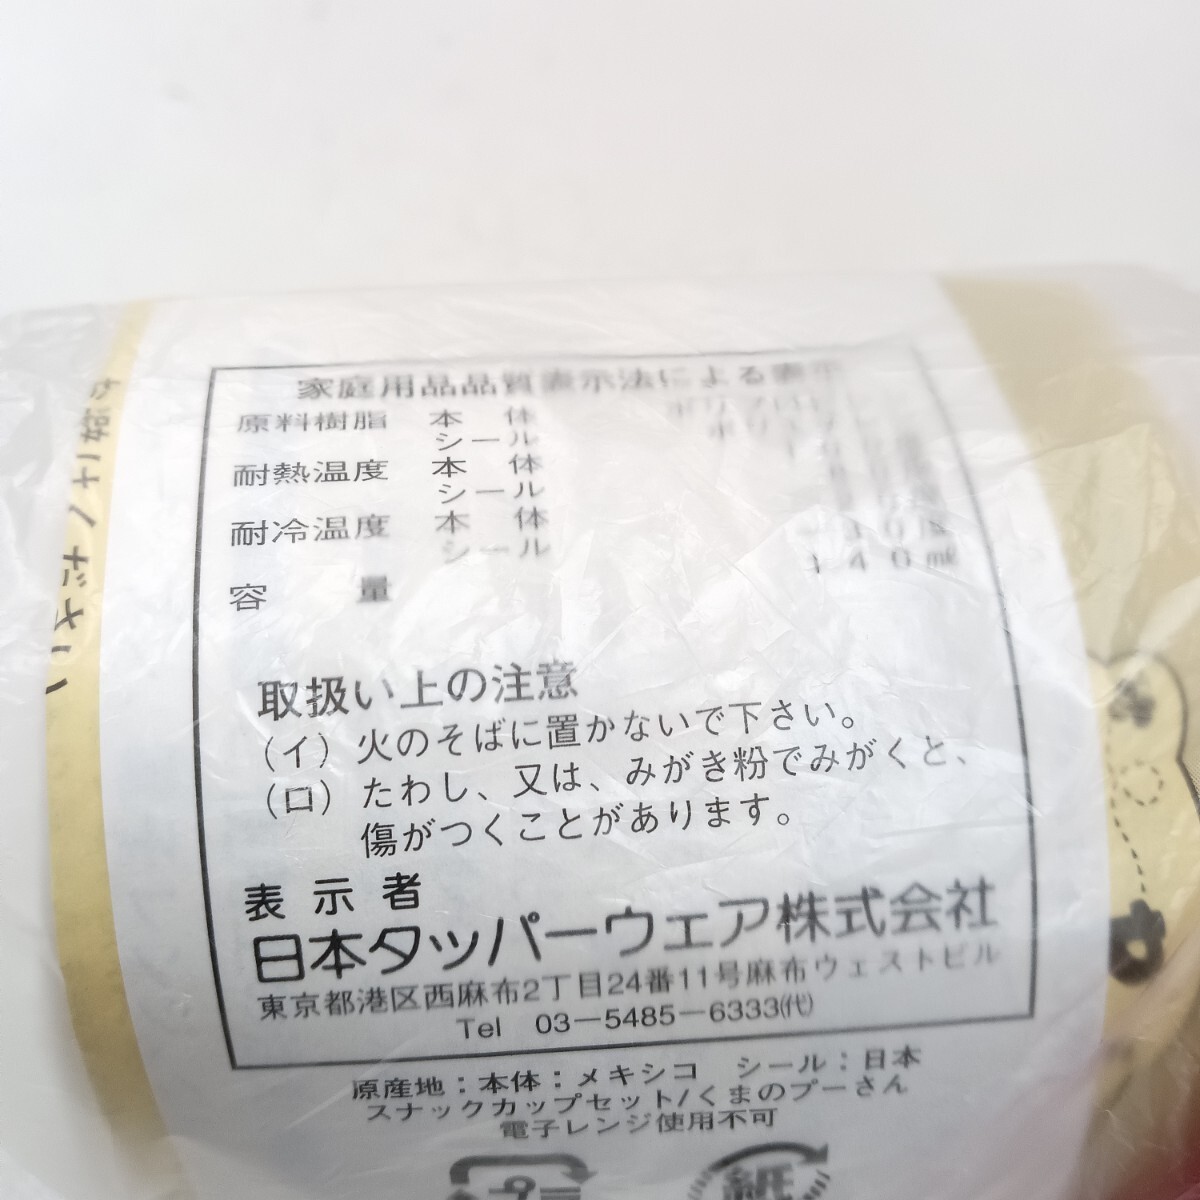 家庭用品品質表示法による表示
原料樹脂 本 体
シール
耐熱温度 本 体
シール
耐冷温度 本 体
シール
容 量
取扱い上の注意
(イ) 火のそばに置かないで下さい。
(ロ) たわし、又は、みがき粉でみがくと、
傷がつくことがあります。
表示者
日本タッパーウェア株式会社
東京都港区西麻布2丁目24番11号麻布ウェストビル
Tel 03-5485-6333㈹
原産地:本体:メキシコ シール:日本
スナックカップセット/くまのプーさん
電子レンジ使用不可
紙